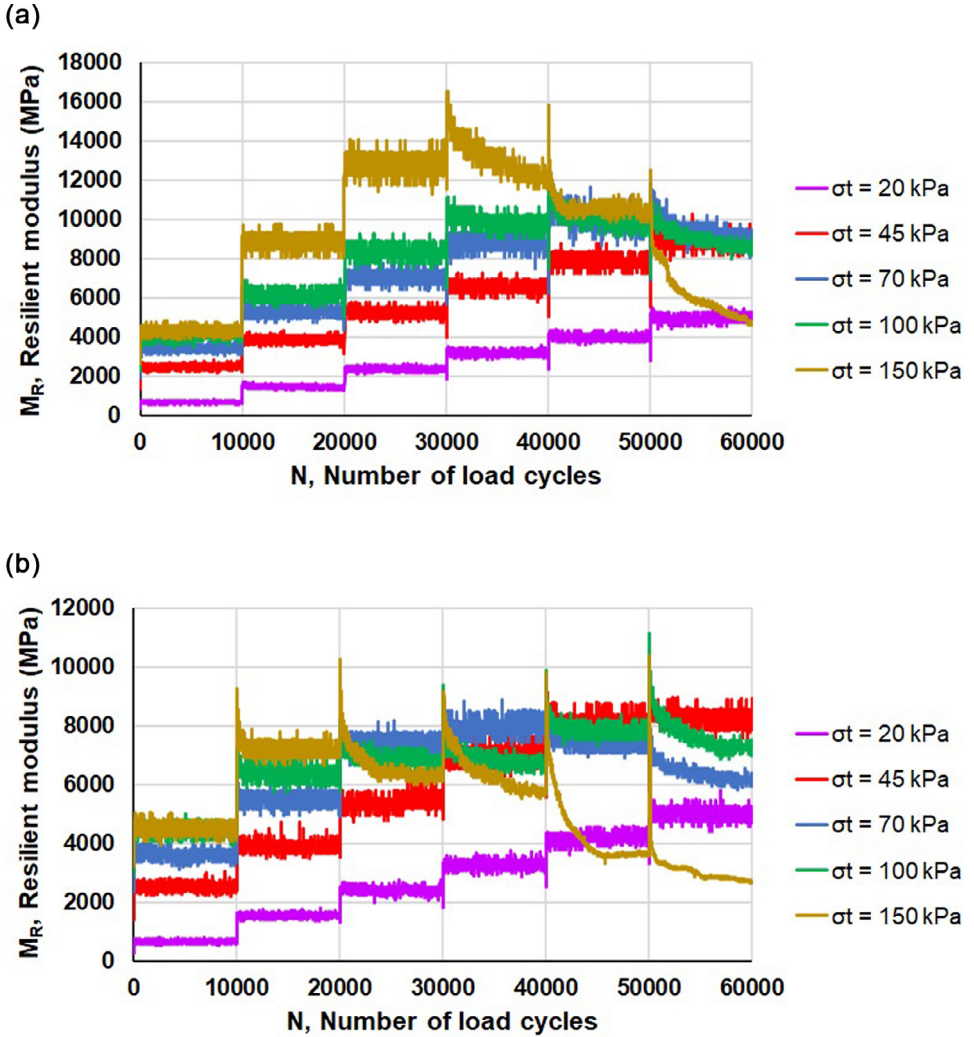 (a)
M_R, Resilient modulus (MPa)
18000
16000
14000
12000
10000
8000
6000
4000
2000
0
0 10000 20000 30000 40000 50000 60000
N, Number of load cycles
σt = 20 kPa
σt = 45 kPa
σt = 70 kPa
σt = 100 kPa
σt = 150 kPa
(b)
M_R, Resilient modulus (MPa)
12000
10000
8000
6000
4000
2000
0
0 10000 20000 30000 40000 50000 60000
N, Number of load cycles
σt = 20 kPa
σt = 45 kPa
σt = 70 kPa
σt = 100 kPa
σt = 150 kPa